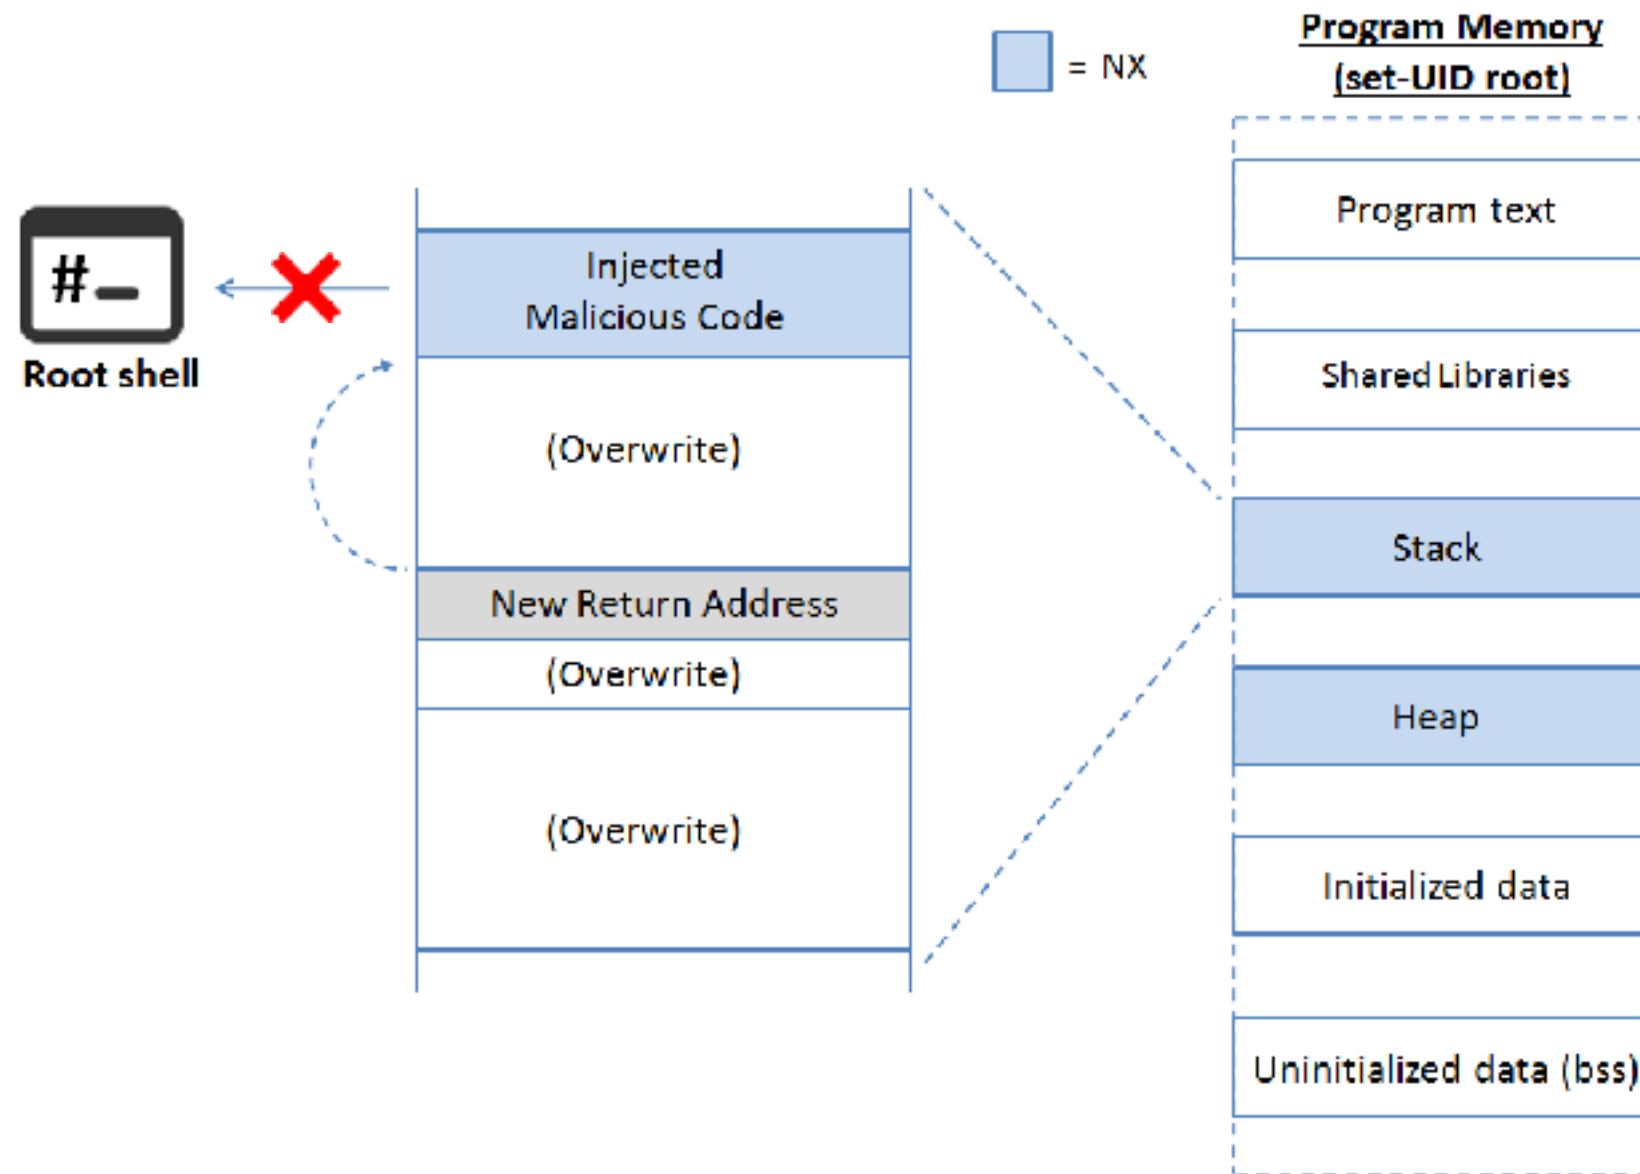 = NX
Program Memory
(set-UID root)
#_
Root shell
Injected
Malicious Code
(Overwrite)
New Return Address
(Overwrite)
(Overwrite)
Program text
Shared Libraries
Stack
Heap
Initialized data
Uninitialized data (bss)